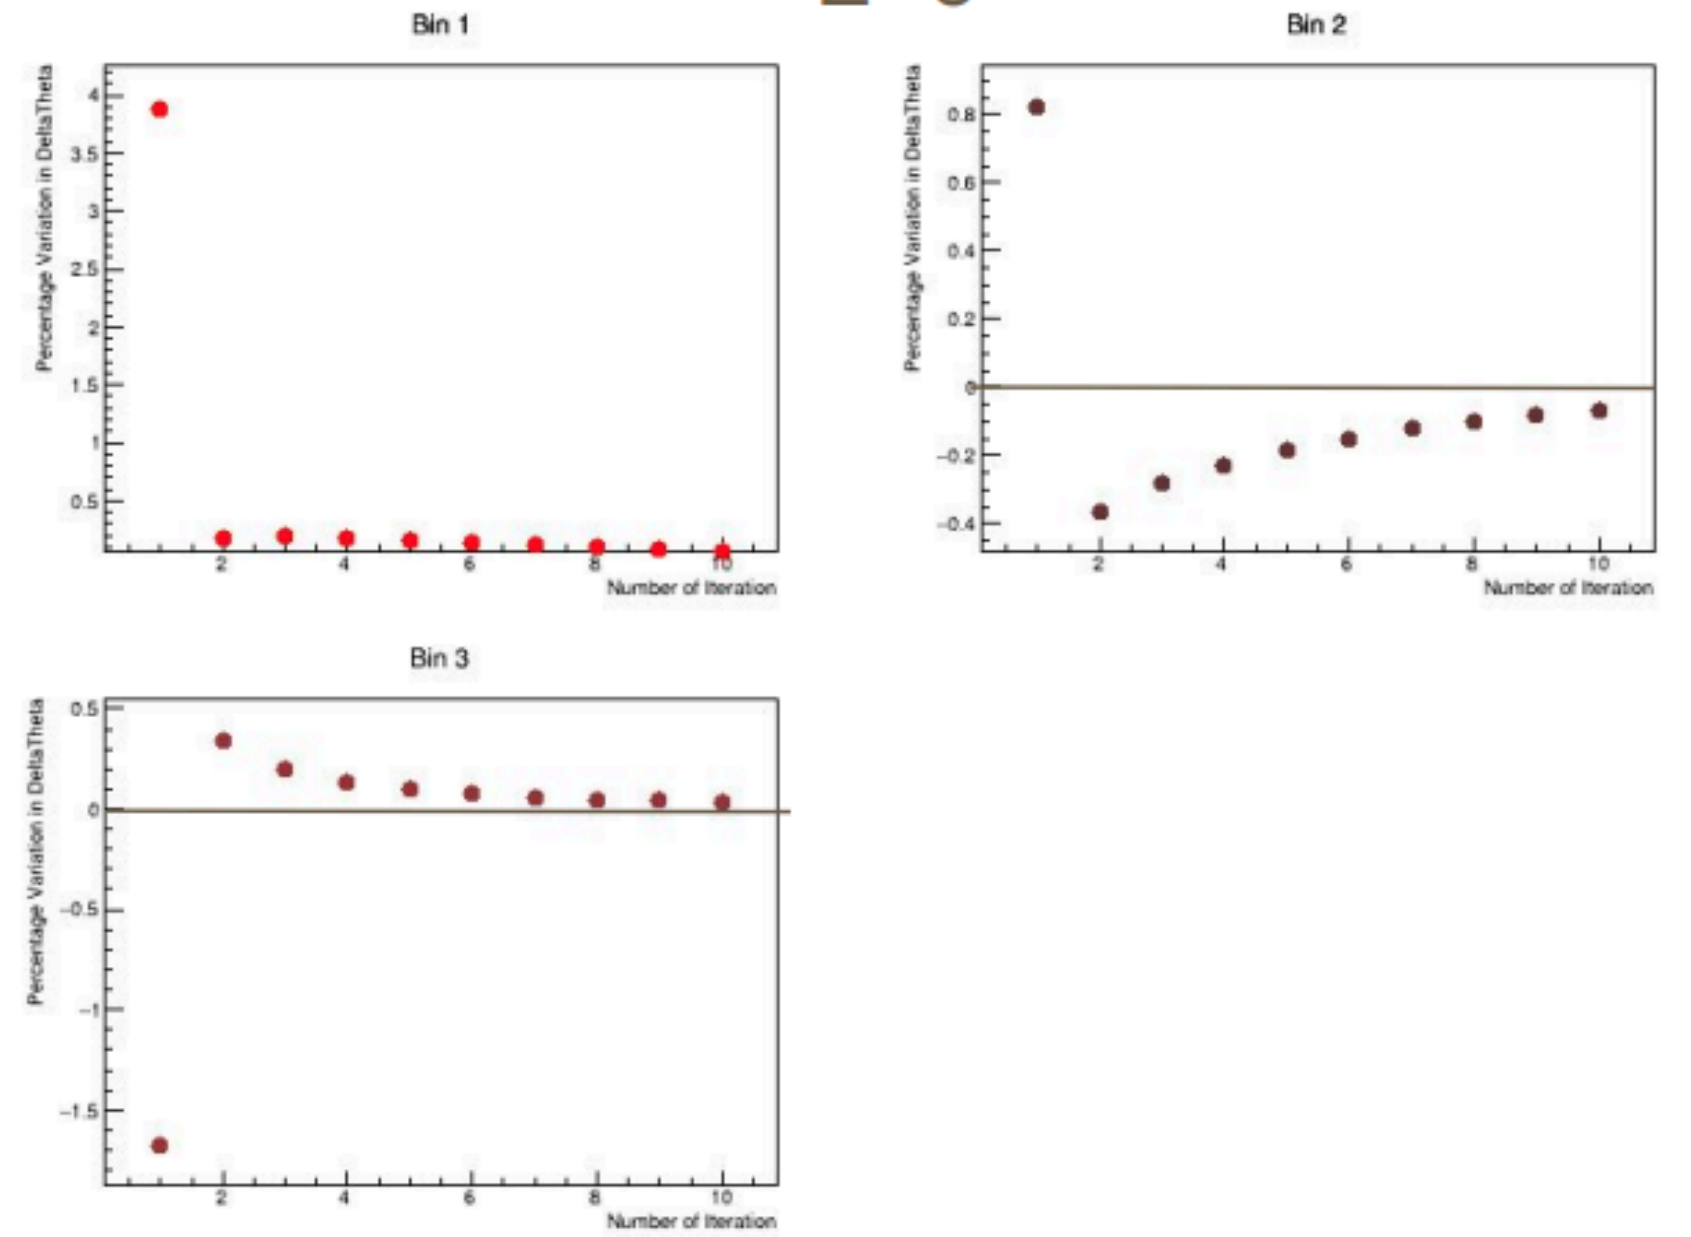 Bin 1
Percentage Variation in DeltaTheta
4
3.5
3
2.5
2
1.5
1
0.5
2 4 6 8 10
Number of Iteration
Bin 2
Percentage Variation in DeltaTheta
0.8
0.6
0.4
0.2
0
−0.2
−0.4
2 4 6 8 10
Number of Iteration
Bin 3
Percentage Variation in DeltaTheta
0.5
0
−0.5
−1
−1.5
2 4 6 8 10
Number of Iteration